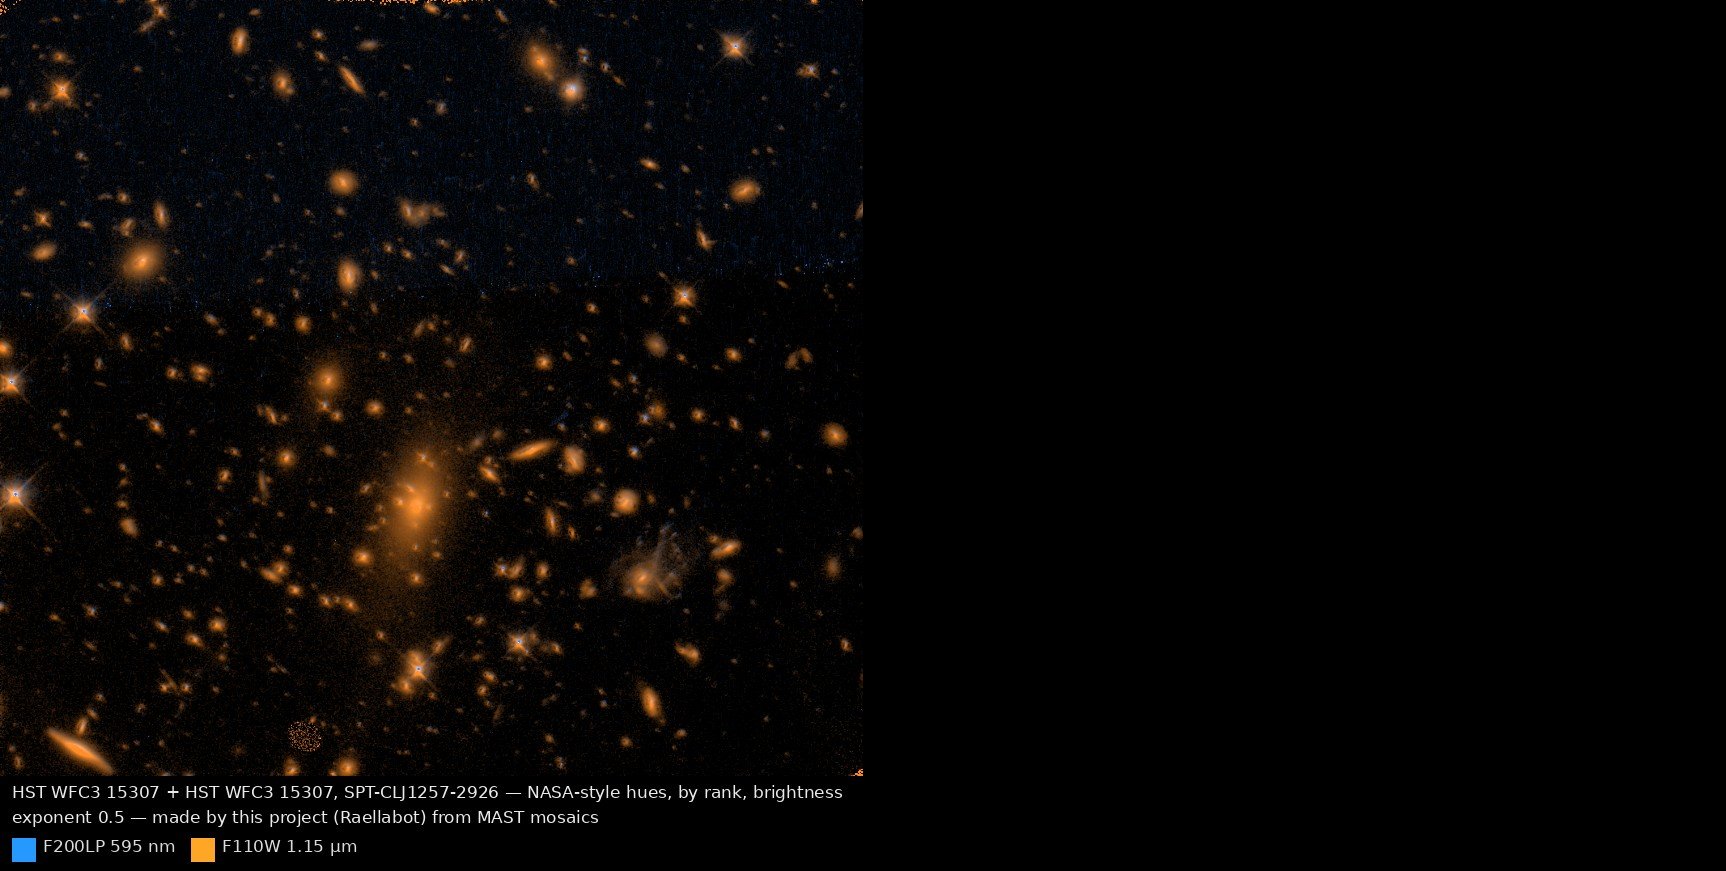 HST WFC3 15307 + HST WFC3 15307, SPT-CLJ1257-2926 — NASA-style hues, by rank, brightness
exponent 0.5 — made by this project (Raellabot) from MAST mosaics
F200LP 595 nm F110W 1.15 µm